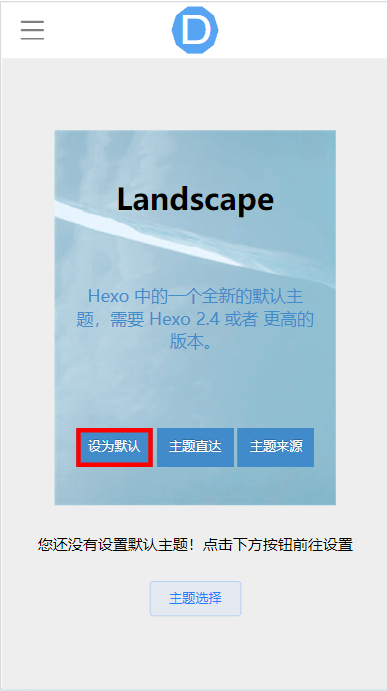 D
Landscape
Hexo 中的一个全新的默认主
题，需要 Hexo 2.4 或者 更高的
版本。
设为默认 主题直达 主题来源
您还没有设置默认主题！点击下方按钮前往设置
主题选择